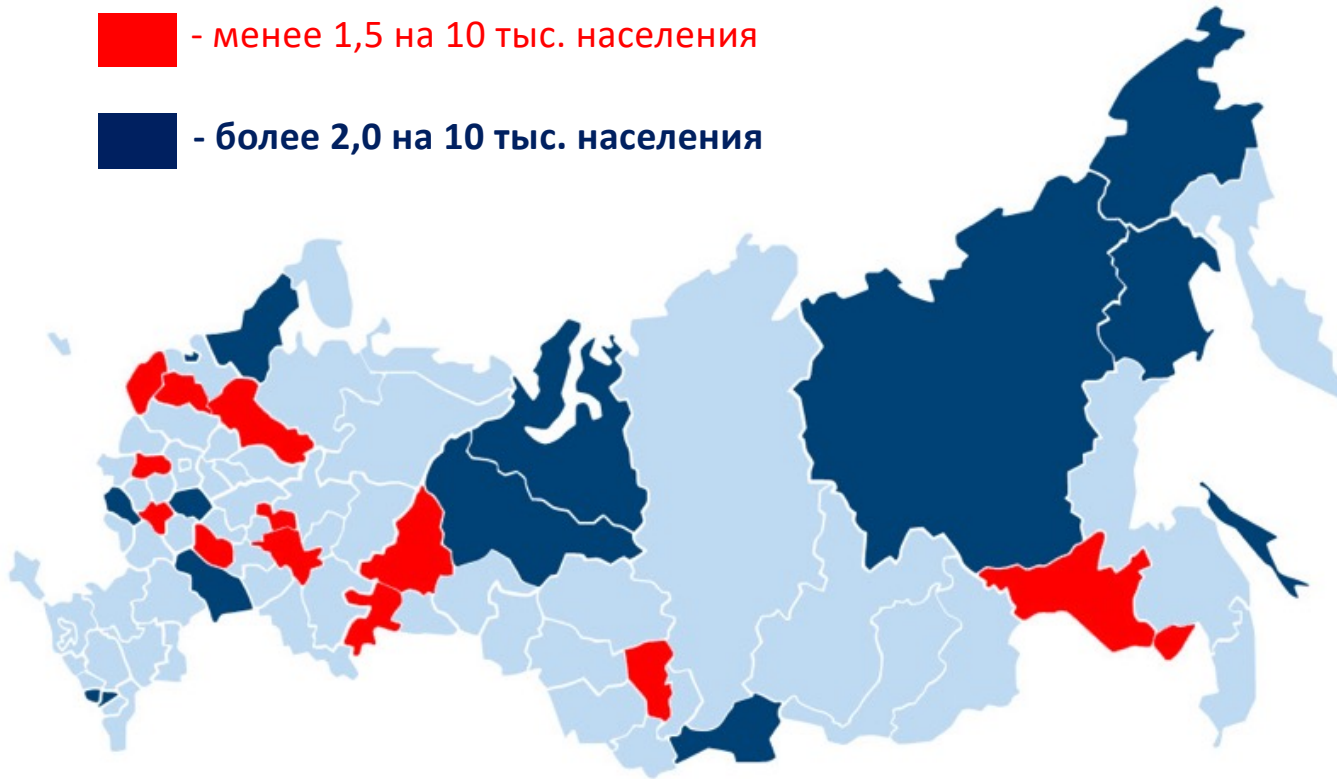 - менее 1,5 на 10 тыс. населения
- более 2,0 на 10 тыс. населения